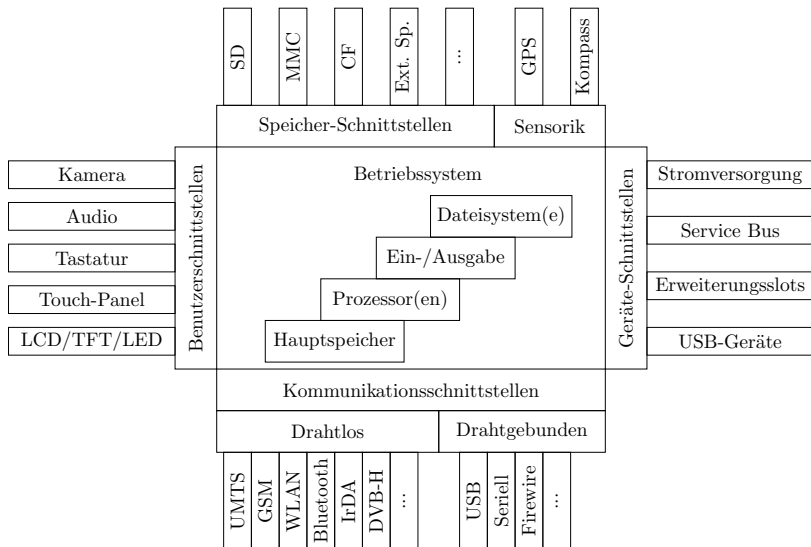 SD
MMC
CF
Ext. Sp.
...
GPS
Kompass
Speicher-Schnittstellen
Sensorik
Kamera
Audio
Tastatur
Touch-Panel
LCD/TFT/LED
Benutzerschnittstellen
Betriebssystem
Dateisystem(e)
Ein-/Ausgabe
Prozessor(en)
Hauptspeicher
Geräte-Schnittstellen
Stromversorgung
Service Bus
Erweiterungsslots
USB-Geräte
Kommunikationsschnittstellen
Drahtlos
Drahtgebunden
UMTS
GSM
WLAN
Bluetooth
IrDA
DVB-H
...
USB
Seriell
Firewire
...